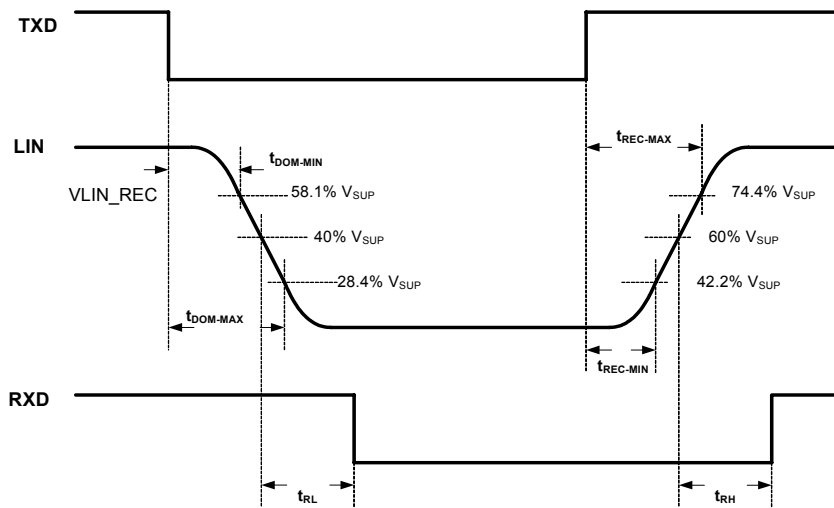 TXD
LIN
tDOM-MIN
tREC-MAX
VLIN_REC
58.1% VSUP
74.4% VSUP
40% VSUP
60% VSUP
28.4% VSUP
42.2% VSUP
tDOM-MAX
tREC-MIN
RXD
tRL
tRH